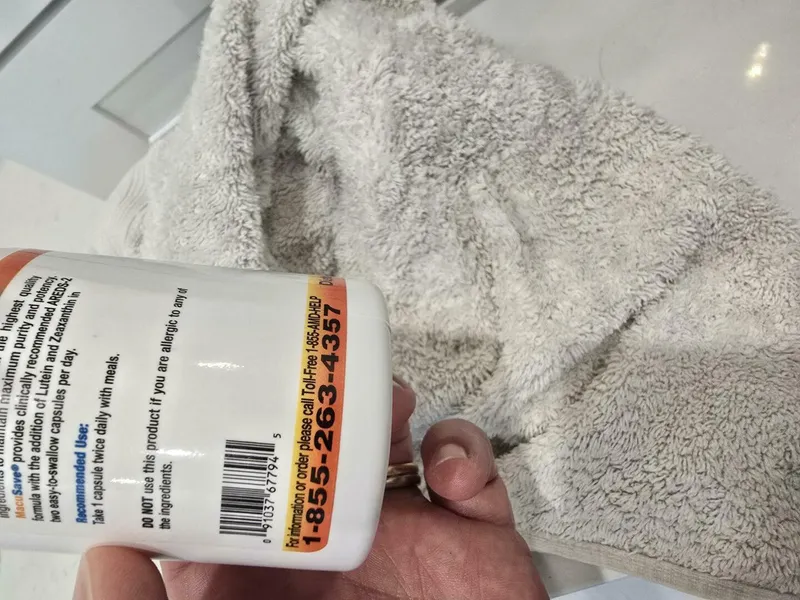 the highest quality
to maintain maximum purity and potency.
MacuSave® provides clinically recommended AREDS-2
formula with the addition of Lutein and Zeaxanthin in
two easy-to-swallow capsules per day.
Recommended Use:
Take 1 capsule twice daily with meals.
DO NOT use this product if you are allergic to any of
the ingredients.
0 91037 67794 5
For information or order please call Toll-Free 1-855-AMD-HELP
1-855-263-4357